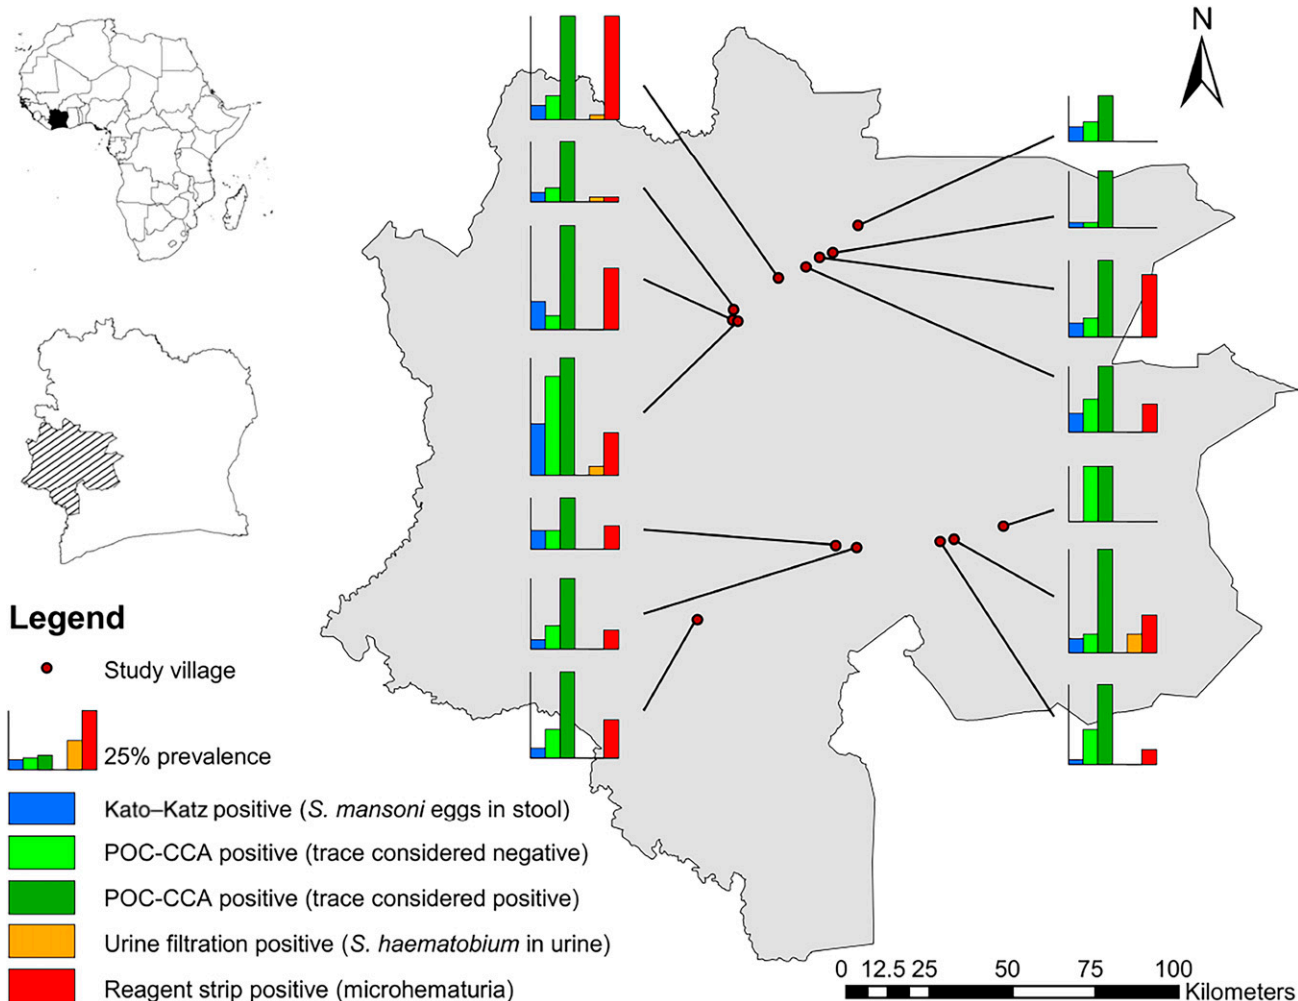 N
Legend
Study village
25% prevalence
Kato–Katz positive (S. mansoni eggs in stool)
POC-CCA positive (trace considered negative)
POC-CCA positive (trace considered positive)
Urine filtration positive (S. haematobium in urine)
Reagent strip positive (microhematuria)
0 12.5 25 50 75 100
Kilometers